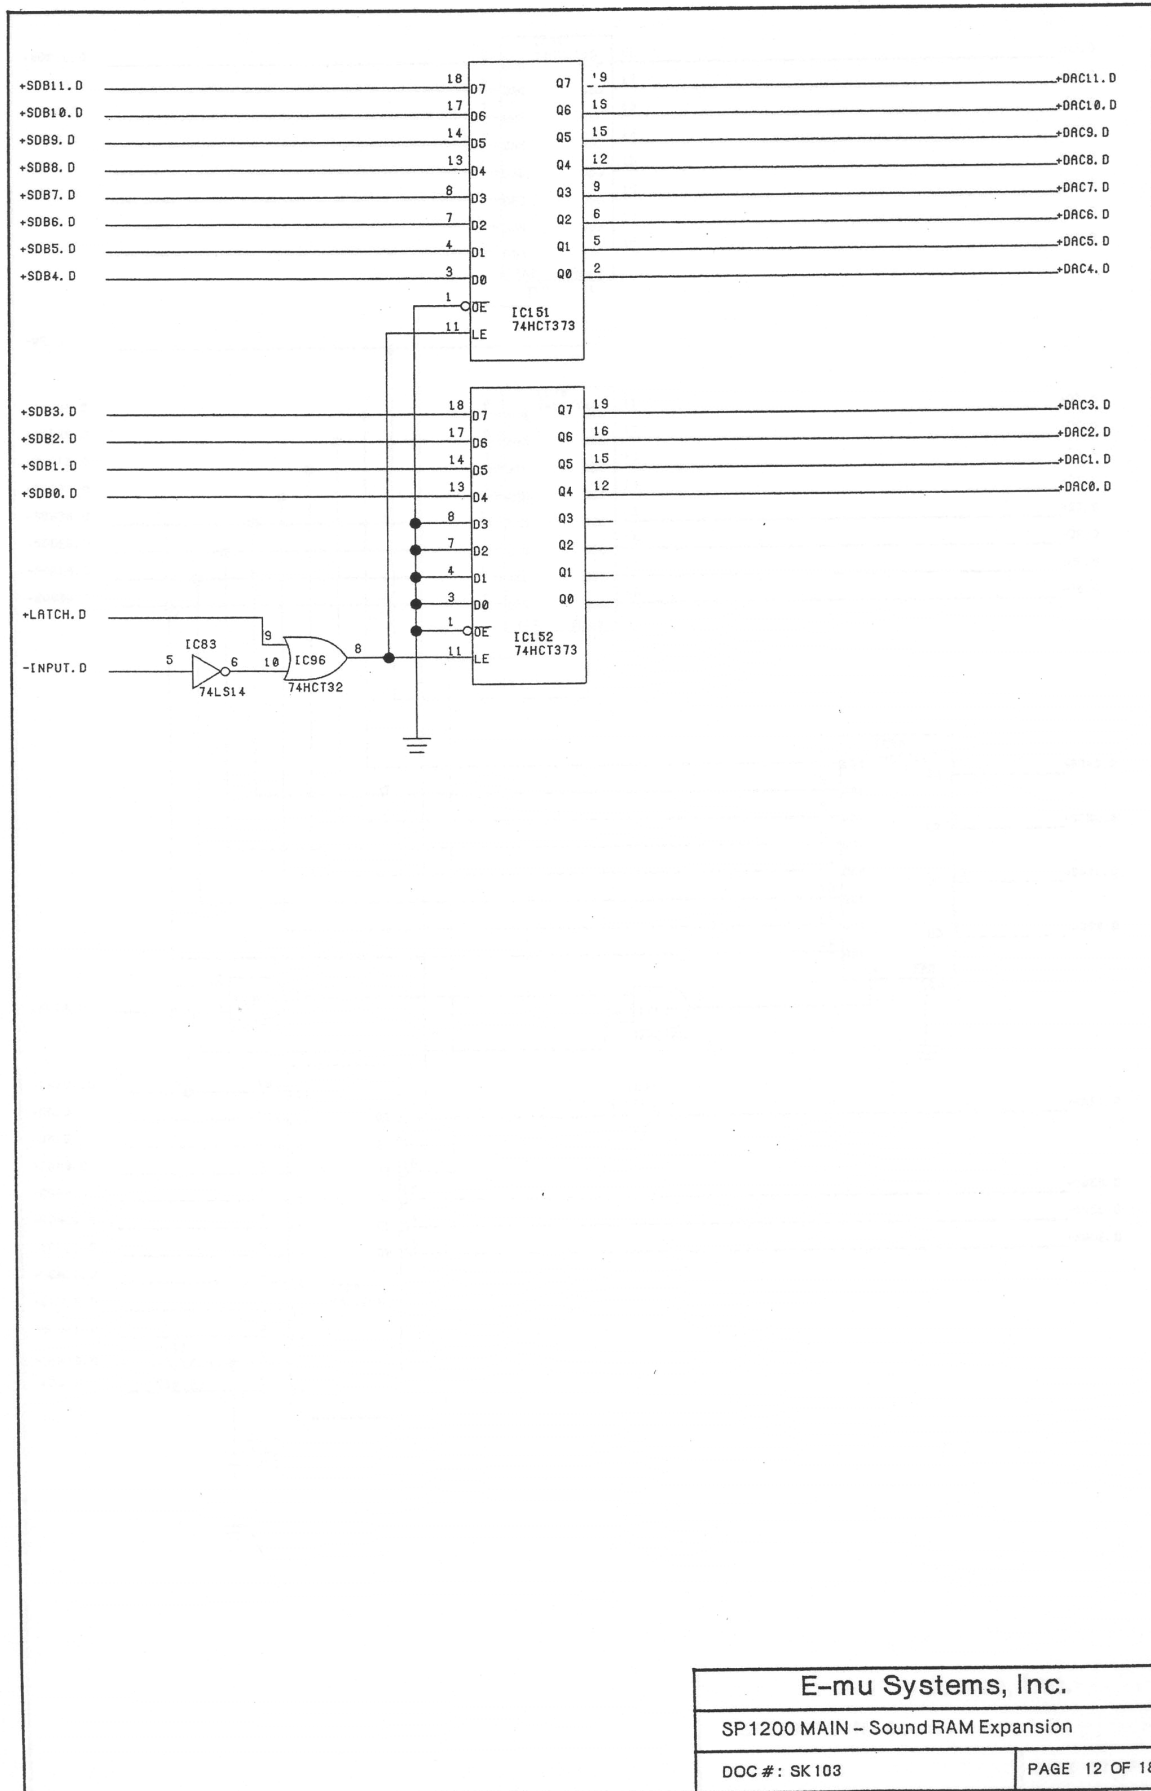 +SDB11.D 18 D7 Q7 19 +DAC11.D
+SDB10.D 17 D6 Q6 16 +DAC10.D
+SDB9.D 14 D5 Q5 15 +DAC9.D
+SDB8.D 13 D4 Q4 12 +DAC8.D
+SDB7.D 8 D3 Q3 9 +DAC7.D
+SDB6.D 7 D2 Q2 6 +DAC6.D
+SDB5.D 4 D1 Q1 5 +DAC5.D
+SDB4.D 3 D0 Q0 2 +DAC4.D
1 OE IC151
11 LE 74HCT373
+SDB3.D 18 D7 Q7 19 +DAC3.D
+SDB2.D 17 D6 Q6 16 +DAC2.D
+SDB1.D 14 D5 Q5 15 +DAC1.D
+SDB0.D 13 D4 Q4 12 +DAC0.D
8 D3 Q3
7 D2 Q2
4 D1 Q1
3 D0 Q0
+LATCH.D 9 1 OE IC152
IC83 8 74HCT373
-INPUT.D 5 6 10 IC96 11 LE
74LS14 74HCT32
E-mu Systems, Inc.
SP1200 MAIN – Sound RAM Expansion
DOC #: SK103 PAGE 12 OF 18